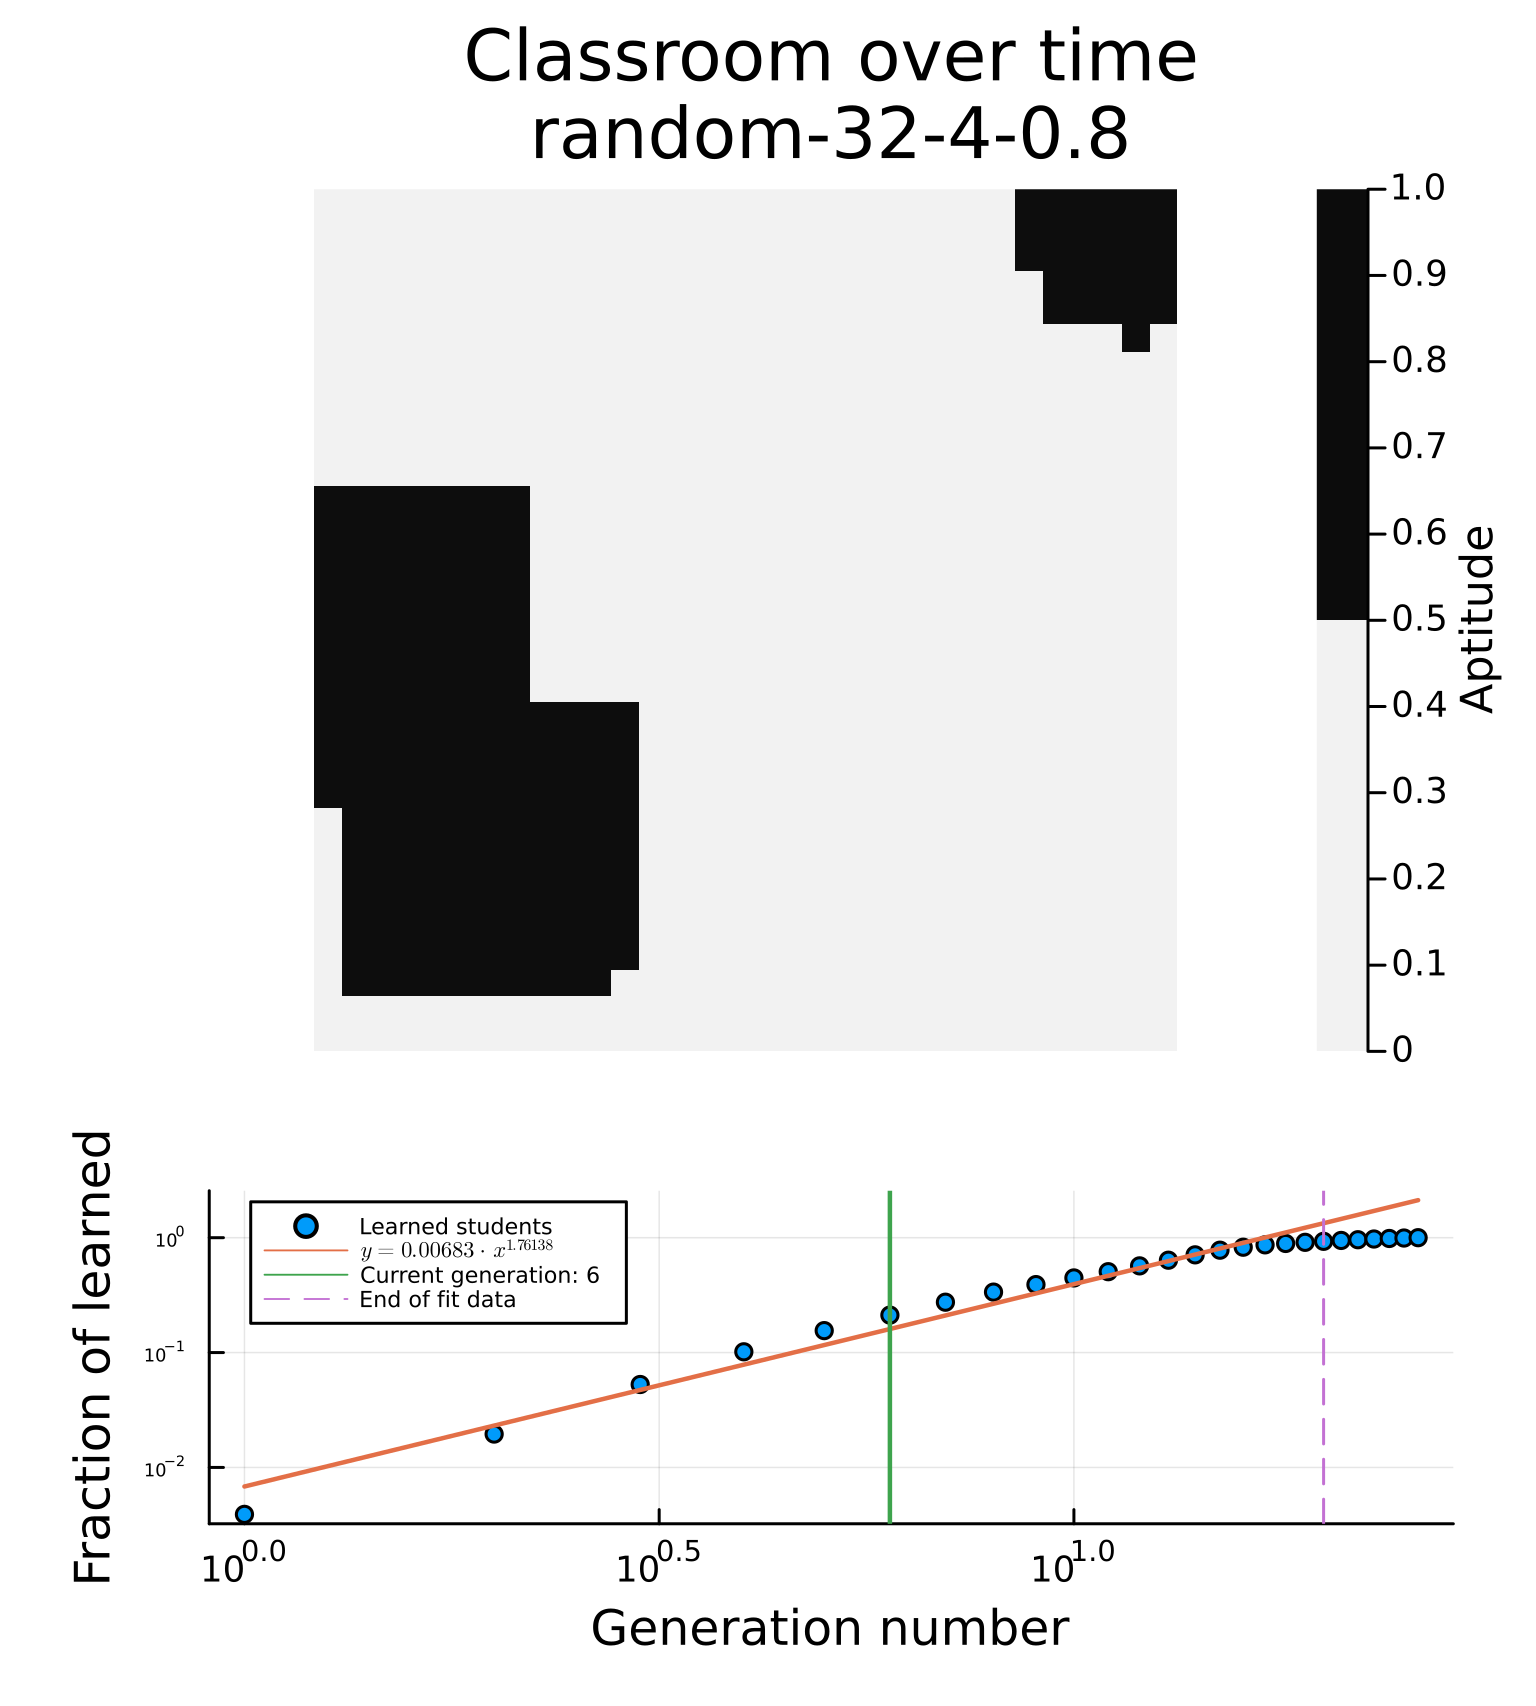 Classroom over time
random-32-4-0.8
1.0
0.9
0.8
0.7
0.6
0.5
0.4
0.3
0.2
0.1
0
Aptitude
Fraction of learned
10⁰
10⁻¹
10⁻²
Learned students
y = 0.00683 · x^1.76138
Current generation: 6
End of fit data
10^0.0
10^0.5
10^1.0
Generation number